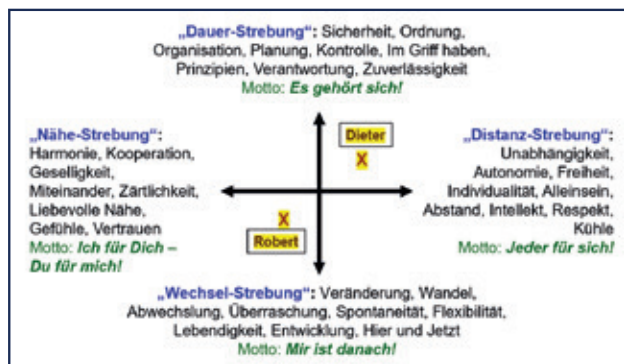 „Dauer-Strebung“: Sicherheit, Ordnung,
Organisation, Planung, Kontrolle, Im Griff haben,
Prinzipien, Verantwortung, Zuverlässigkeit
Motto: Es gehört sich!
„Nähe-Strebung“:
Harmonie, Kooperation,
Geselligkeit,
Miteinander, Zärtlichkeit,
Liebevolle Nähe,
Gefühle, Vertrauen
Motto: Ich für Dich –
Du für mich!
Dieter
X
X
Robert
„Distanz-Strebung“:
Unabhängigkeit,
Autonomie, Freiheit,
Individualität, Alleinsein,
Abstand, Intellekt, Respekt,
Kühle
Motto: Jeder für sich!
„Wechsel-Strebung“: Veränderung, Wandel,
Abwechslung, Überraschung, Spontaneität, Flexibilität,
Lebendigkeit, Entwicklung, Hier und Jetzt
Motto: Mir ist danach!